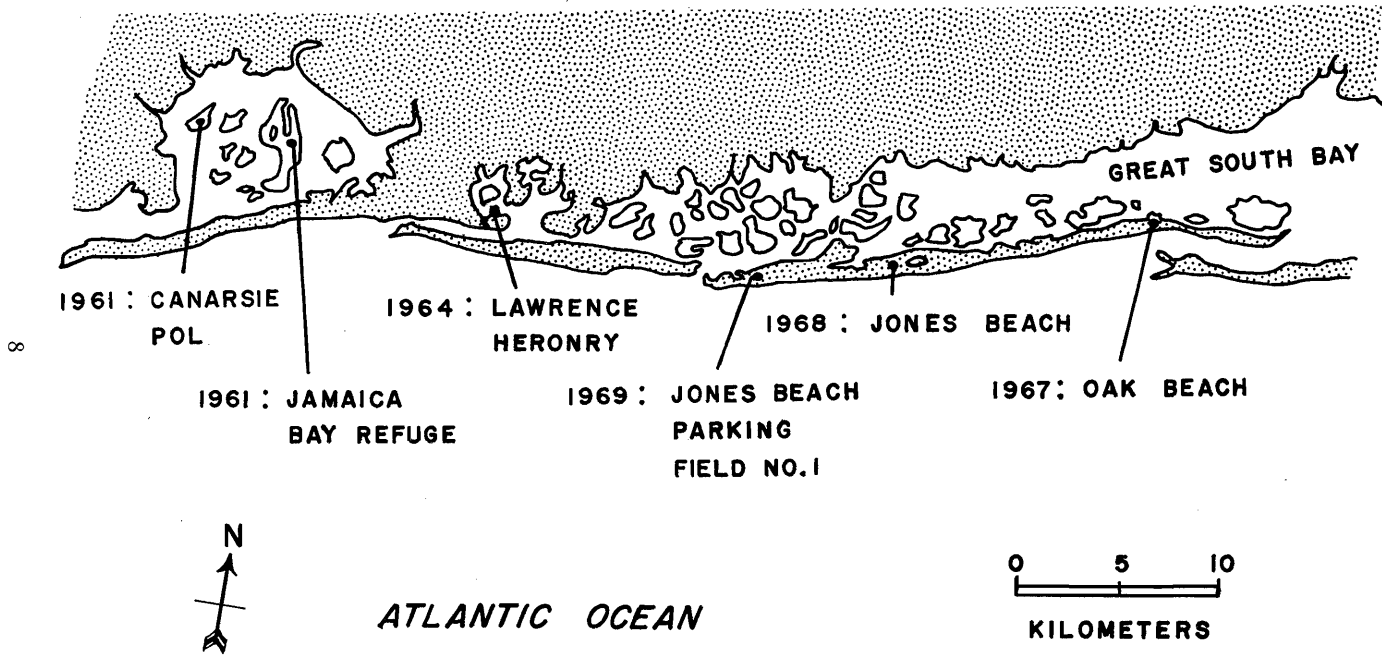 GREAT SOUTH BAY
1961: CANARSIE
POL
1964: LAWRENCE
HERONRY
1968: JONES BEACH
1961: JAMAICA
BAY REFUGE
1969: JONES BEACH
PARKING
FIELD NO.1
1967: OAK BEACH
8
N
0 5 10
KILOMETERS
ATLANTIC OCEAN